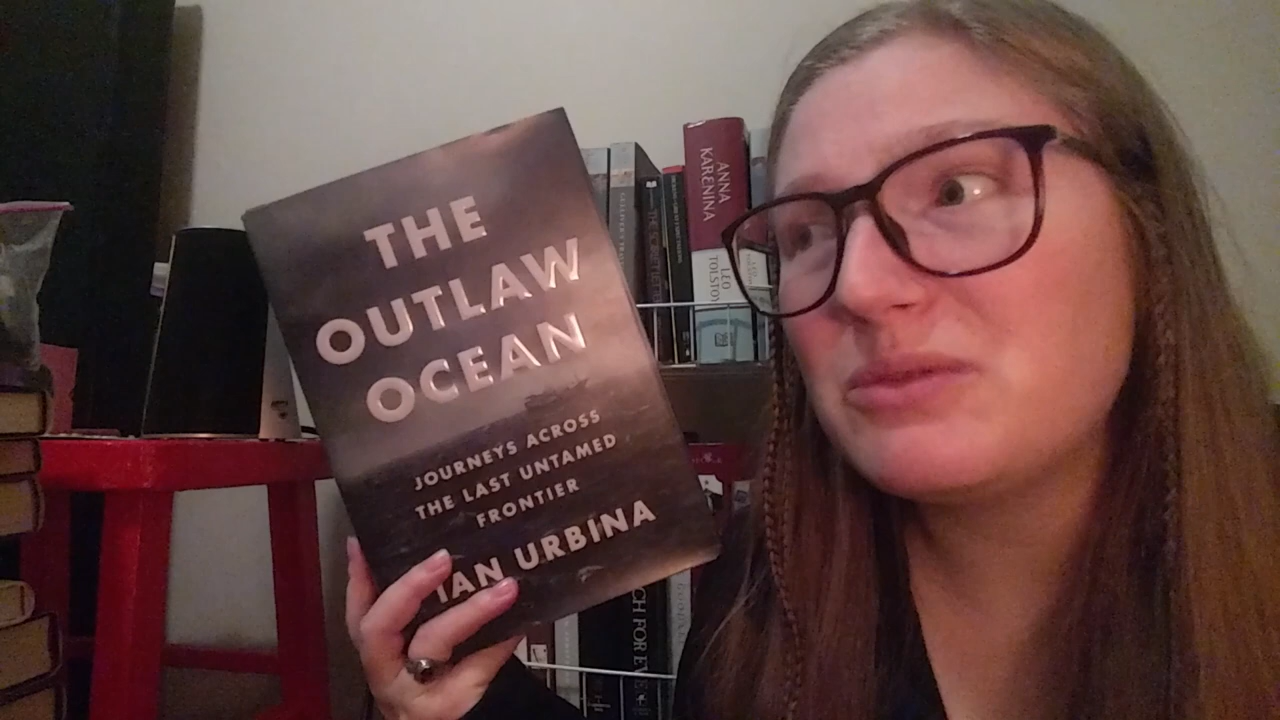 THE
OUTLAW
OCEAN
JOURNEYS ACROSS
THE LAST UNTAMED
FRONTIER
IAN URBINA
ANNA
KARENINA
LEO
TOLSTOY